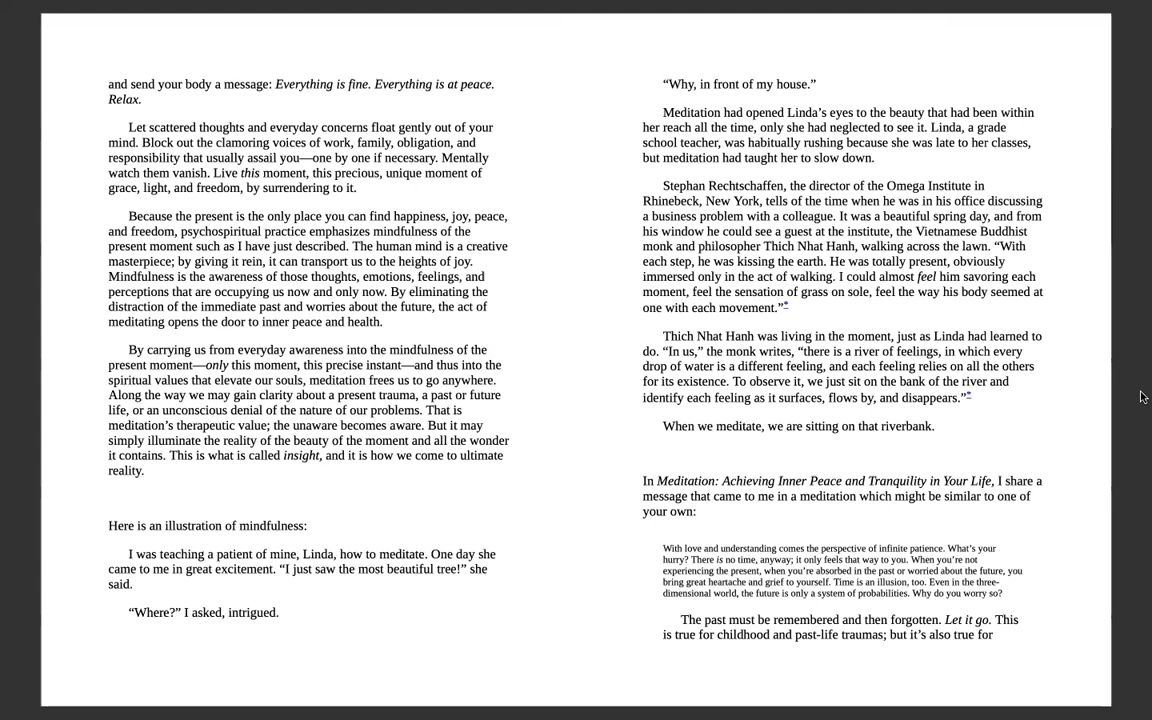 and send your body a message: Everything is fine. Everything is at peace.
Relax.
Let scattered thoughts and everyday concerns float gently out of your
mind. Block out the clamoring voices of work, family, obligation, and
responsibility that usually assail you—one by one if necessary. Mentally
watch them vanish. Live this moment, this precious, unique moment of
grace, light, and freedom, by surrendering to it.
Because the present is the only place you can find happiness, joy, peace,
and freedom, psychospiritual practice emphasizes mindfulness of the
present moment such as I have just described. The human mind is a creative
masterpiece; by giving it rein, it can transport us to the heights of joy.
Mindfulness is the awareness of those thoughts, emotions, feelings, and
perceptions that are occupying us now and only now. By eliminating the
distraction of the immediate past and worries about the future, the act of
meditating opens the door to inner peace and health.
By carrying us from everyday awareness into the mindfulness of the
present moment—only this moment, this precise instant—and thus into the
spiritual values that elevate our souls, meditation frees us to go anywhere.
Along the way we may gain clarity about a present trauma, a past or future
life, or an unconscious denial of the nature of our problems. That is
meditation’s therapeutic value; the unaware becomes aware. But it may
simply illuminate the reality of the beauty of the moment and all the wonder
it contains. This is what is called insight, and it is how we come to ultimate
reality.
Here is an illustration of mindfulness:
I was teaching a patient of mine, Linda, how to meditate. One day she
came to me in great excitement. “I just saw the most beautiful tree!” she
said.
“Where?” I asked, intrigued.
“Why, in front of my house.”
Meditation had opened Linda’s eyes to the beauty that had been within
her reach all the time, only she had neglected to see it. Linda, a grade
school teacher, was habitually rushing because she was late to her classes,
but meditation had taught her to slow down.
Stephan Rechtschaffen, the director of the Omega Institute in
Rhinebeck, New York, tells of the time when he was in his office discussing
a business problem with a colleague. It was a beautiful spring day, and from
his window he could see a guest at the institute, the Vietnamese Buddhist
monk and philosopher Thich Nhat Hanh, walking across the lawn. “With
each step, he was kissing the earth. He was totally present, obviously
immersed only in the act of walking. I could almost feel him savoring each
moment, feel the sensation of grass on sole, feel the way his body seemed at
one with each movement.”*
Thich Nhat Hanh was living in the moment, just as Linda had learned to
do. “In us,” the monk writes, “there is a river of feelings, in which every
drop of water is a different feeling, and each feeling relies on all the others
for its existence. To observe it, we just sit on the bank of the river and
identify each feeling as it surfaces, flows by, and disappears.”*
When we meditate, we are sitting on that riverbank.
In Meditation: Achieving Inner Peace and Tranquility in Your Life, I share a
message that came to me in a meditation which might be similar to one of
your own:
With love and understanding comes the perspective of infinite patience. What’s your
hurry? There is no time, anyway; it only feels that way to you. When you’re not
experiencing the present, when you’re absorbed in the past or worried about the future, you
bring great heartache and grief to yourself. Time is an illusion, too. Even in the three-
dimensional world, the future is only a system of probabilities. Why do you worry so?
The past must be remembered and then forgotten. Let it go. This
is true for childhood and past-life traumas; but it’s also true for